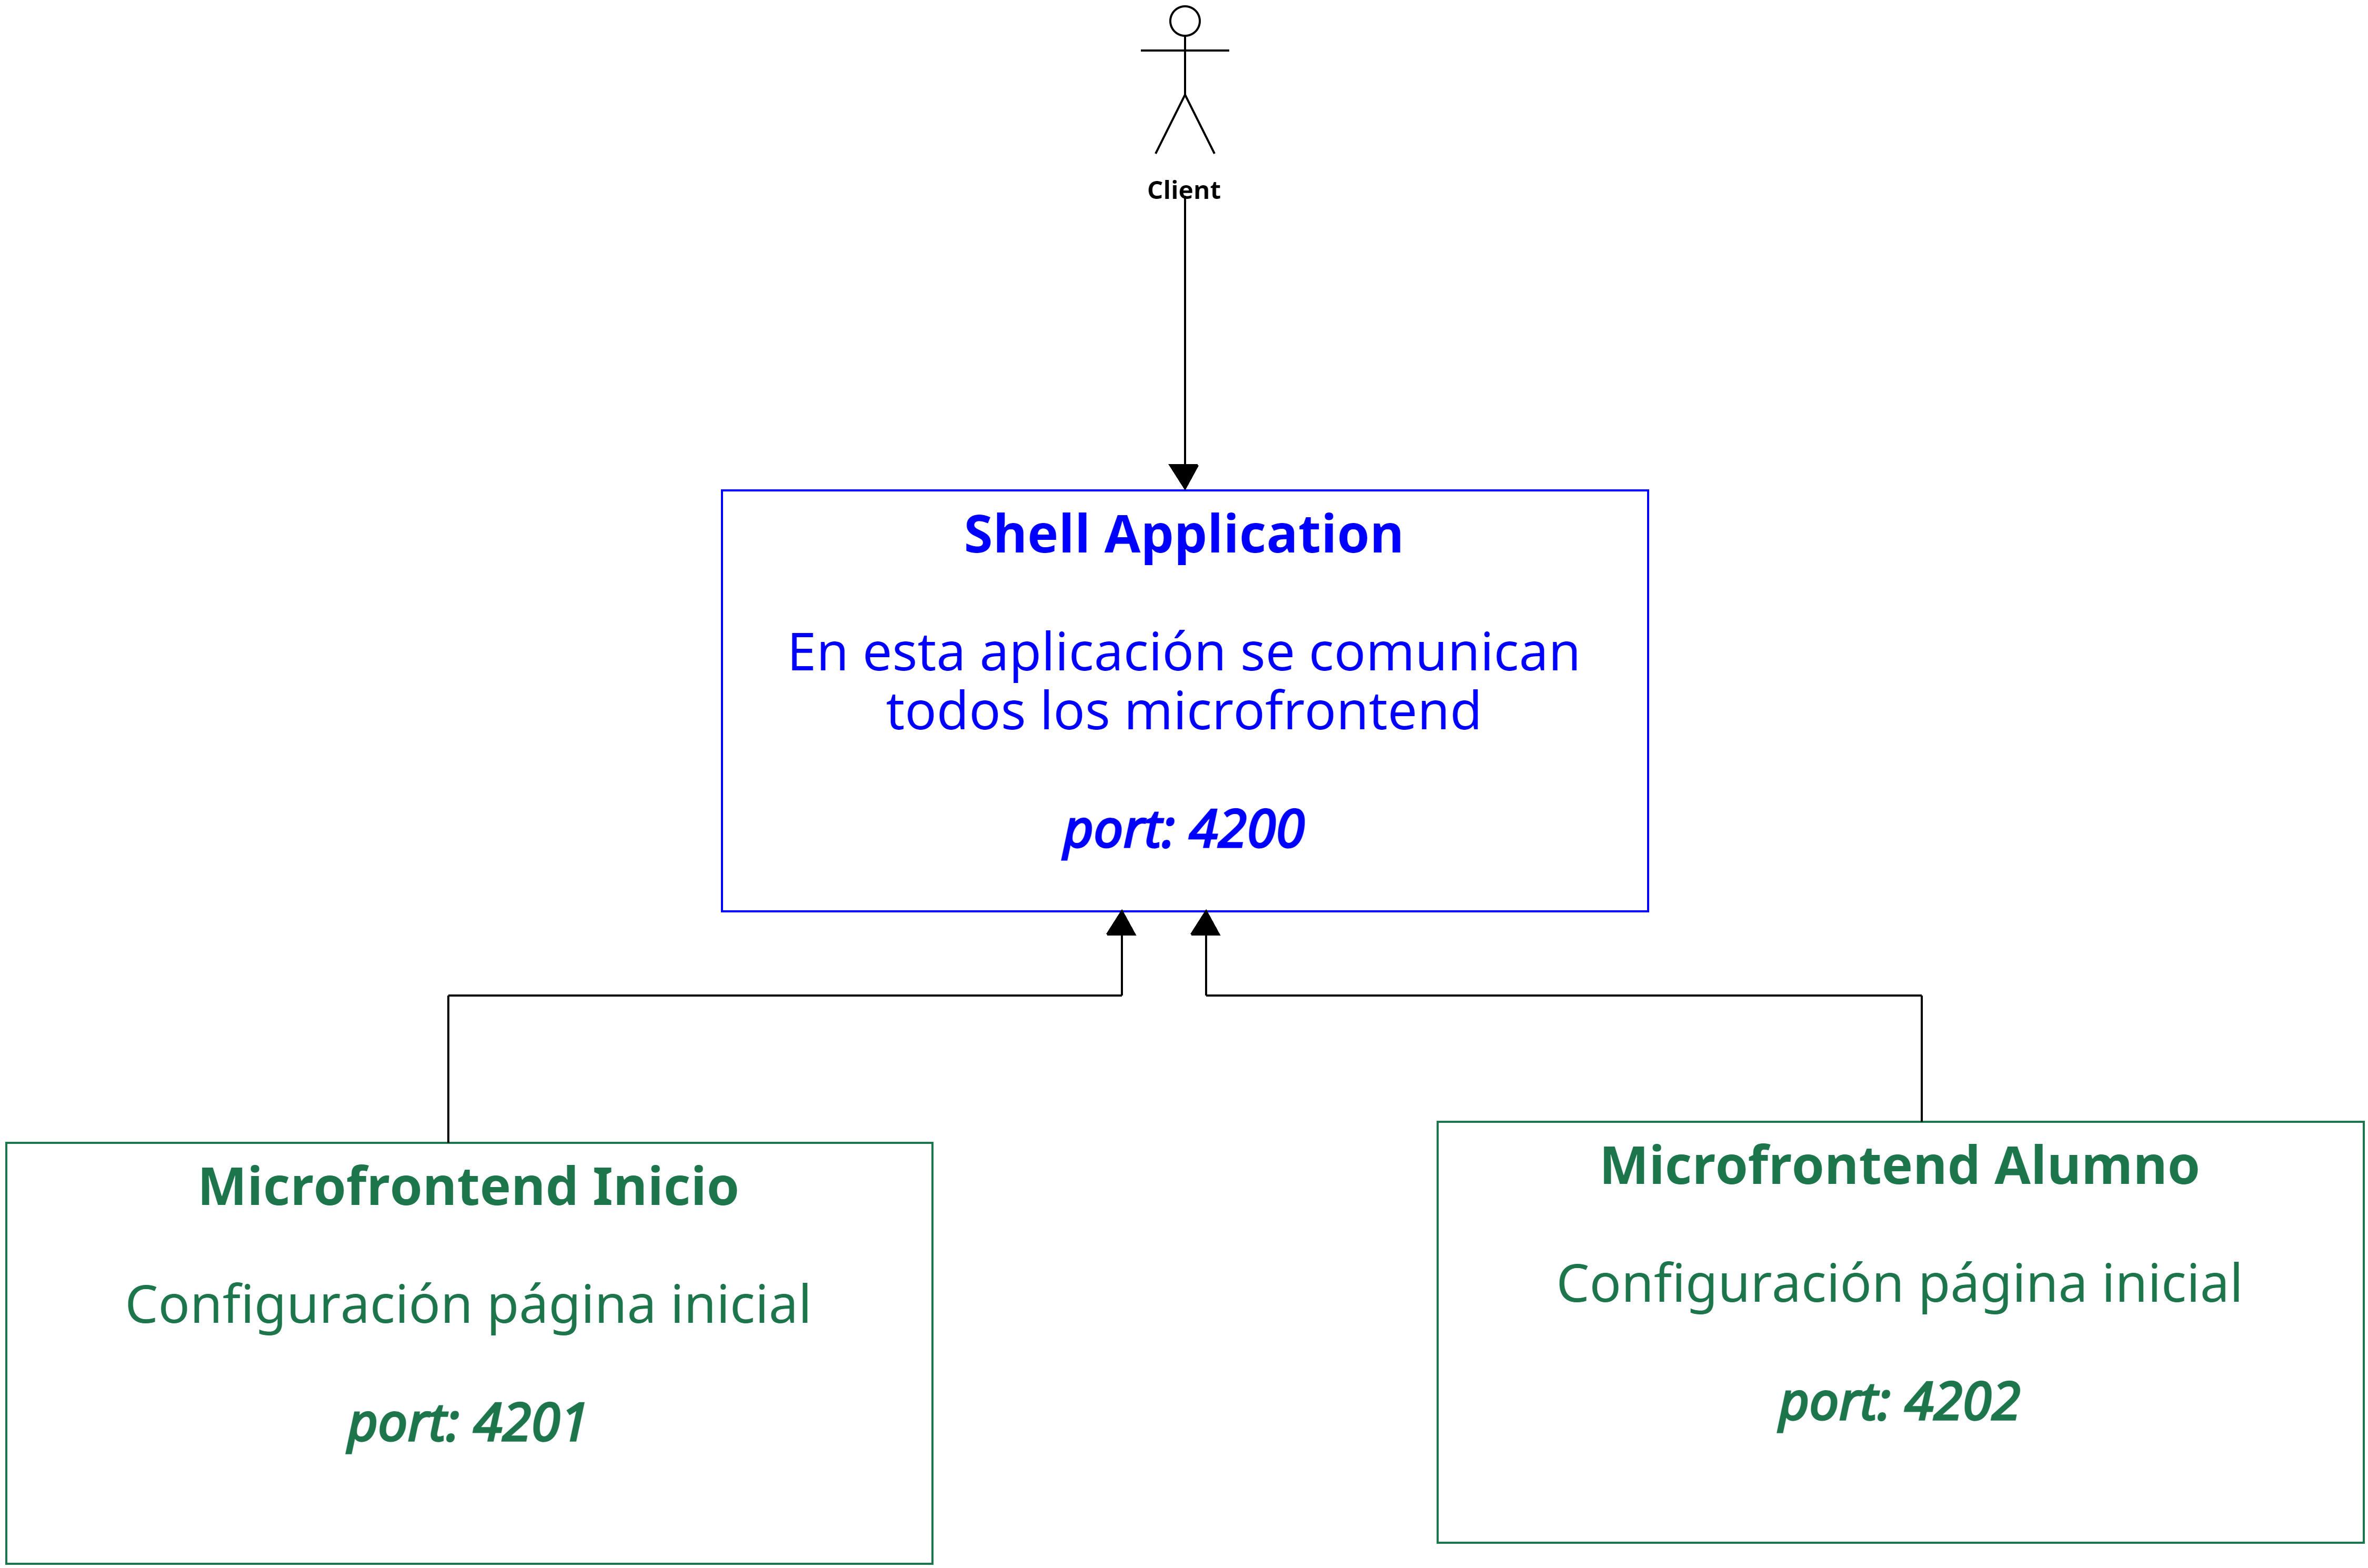 Client
Shell Application
En esta aplicación se comunican
todos los microfrontend
port: 4200
Microfrontend Inicio
Configuración página inicial
port: 4201
Microfrontend Alumno
Configuración página inicial
port: 4202